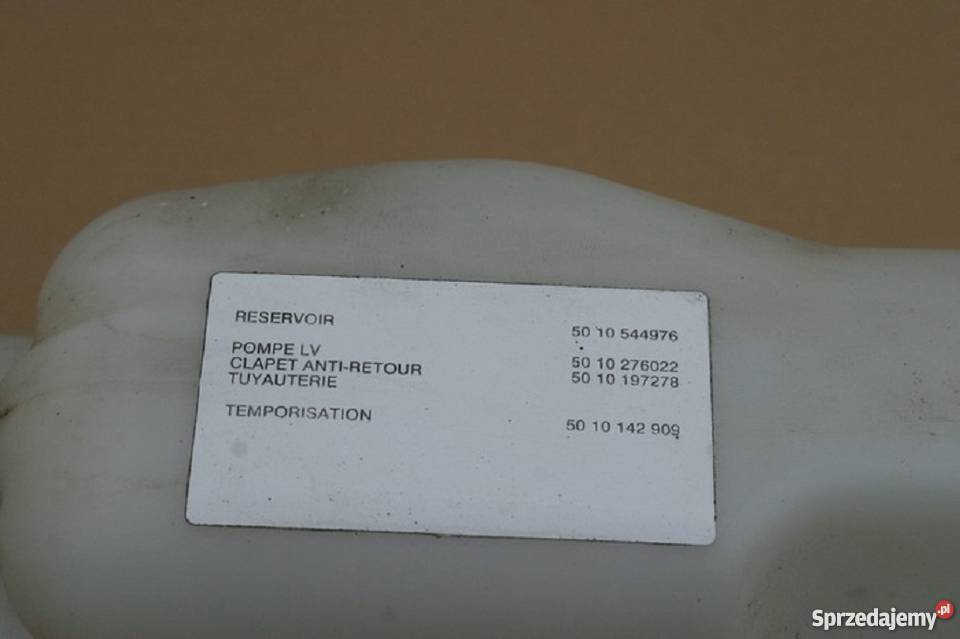 RESERVOIR 50 10 544976
POMPE LV 50 10 276022
CLAPET ANTI-RETOUR 50 10 197278
TUYAUTERIE
TEMPORISATION 50 10 142 909
Sprzedajemy.pl